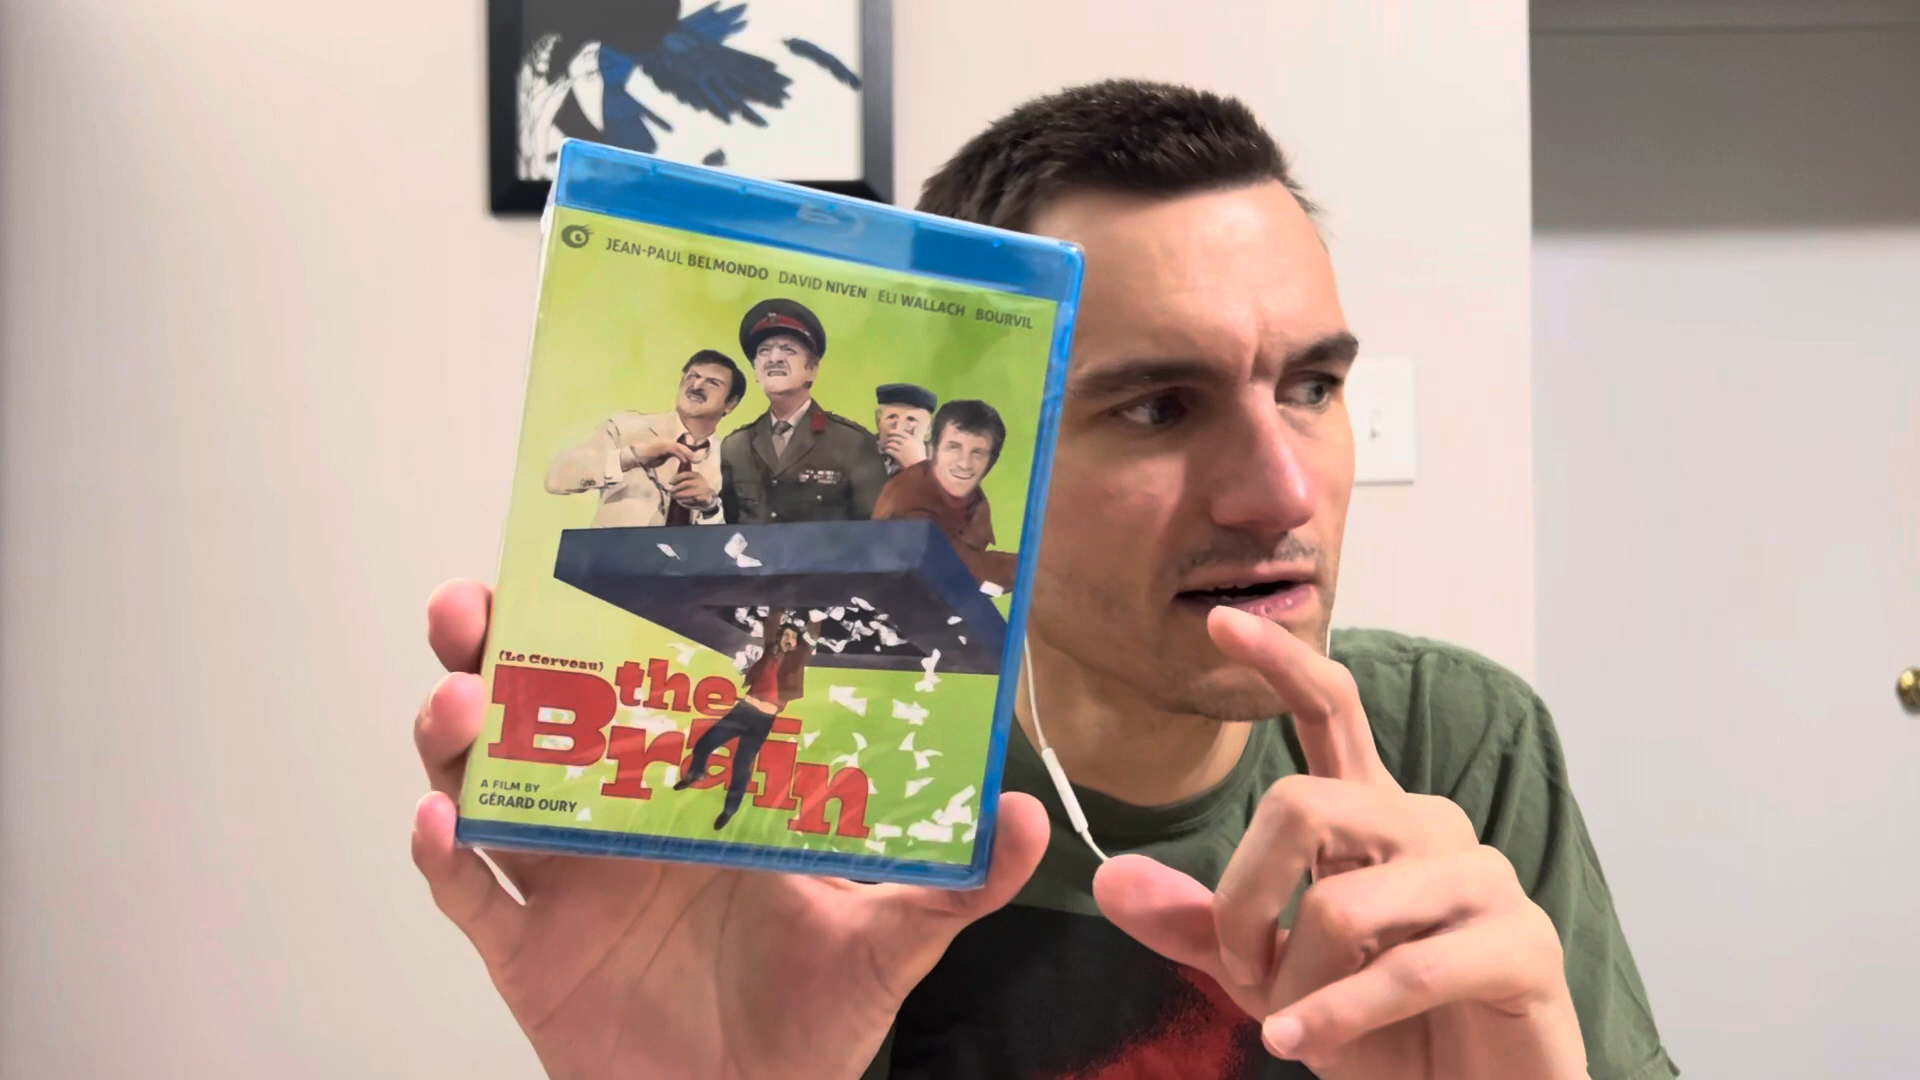 JEAN-PAUL BELMONDO DAVID NIVEN ELI WALLACH BOURVIL
(Le Cerveau)
the
Brain
A FILM BY
GÉRARD OURY